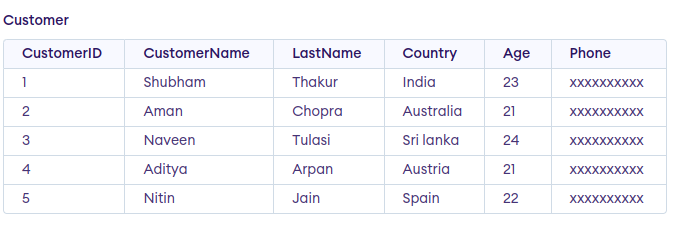 Customer
CustomerID CustomerName LastName Country Age Phone
1 Shubham Thakur India 23 xxxxxxxxxx
2 Aman Chopra Australia 21 xxxxxxxxxx
3 Naveen Tulasi Sri lanka 24 xxxxxxxxxx
4 Aditya Arpan Austria 21 xxxxxxxxxx
5 Nitin Jain Spain 22 xxxxxxxxxx